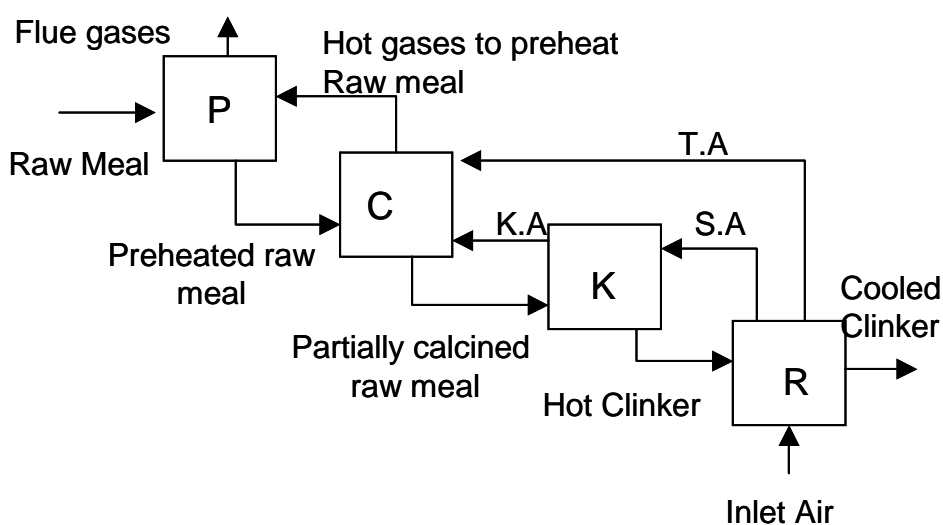 Flue gases
Hot gases to preheat
Raw meal
P
Raw Meal
T.A
C
K.A
S.A
Preheated raw
meal
K
Cooled
Clinker
Partially calcined
raw meal
R
Hot Clinker
Inlet Air